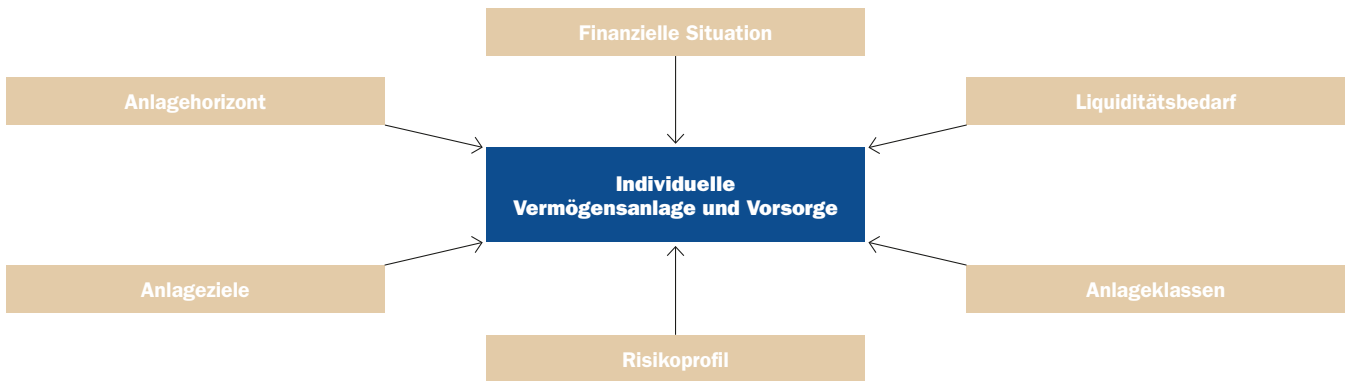 Finanzielle Situation
Anlagehorizont
Liquiditätsbedarf
Individuelle
Vermögensanlage und Vorsorge
Anlageziele
Anlageklassen
Risikoprofil